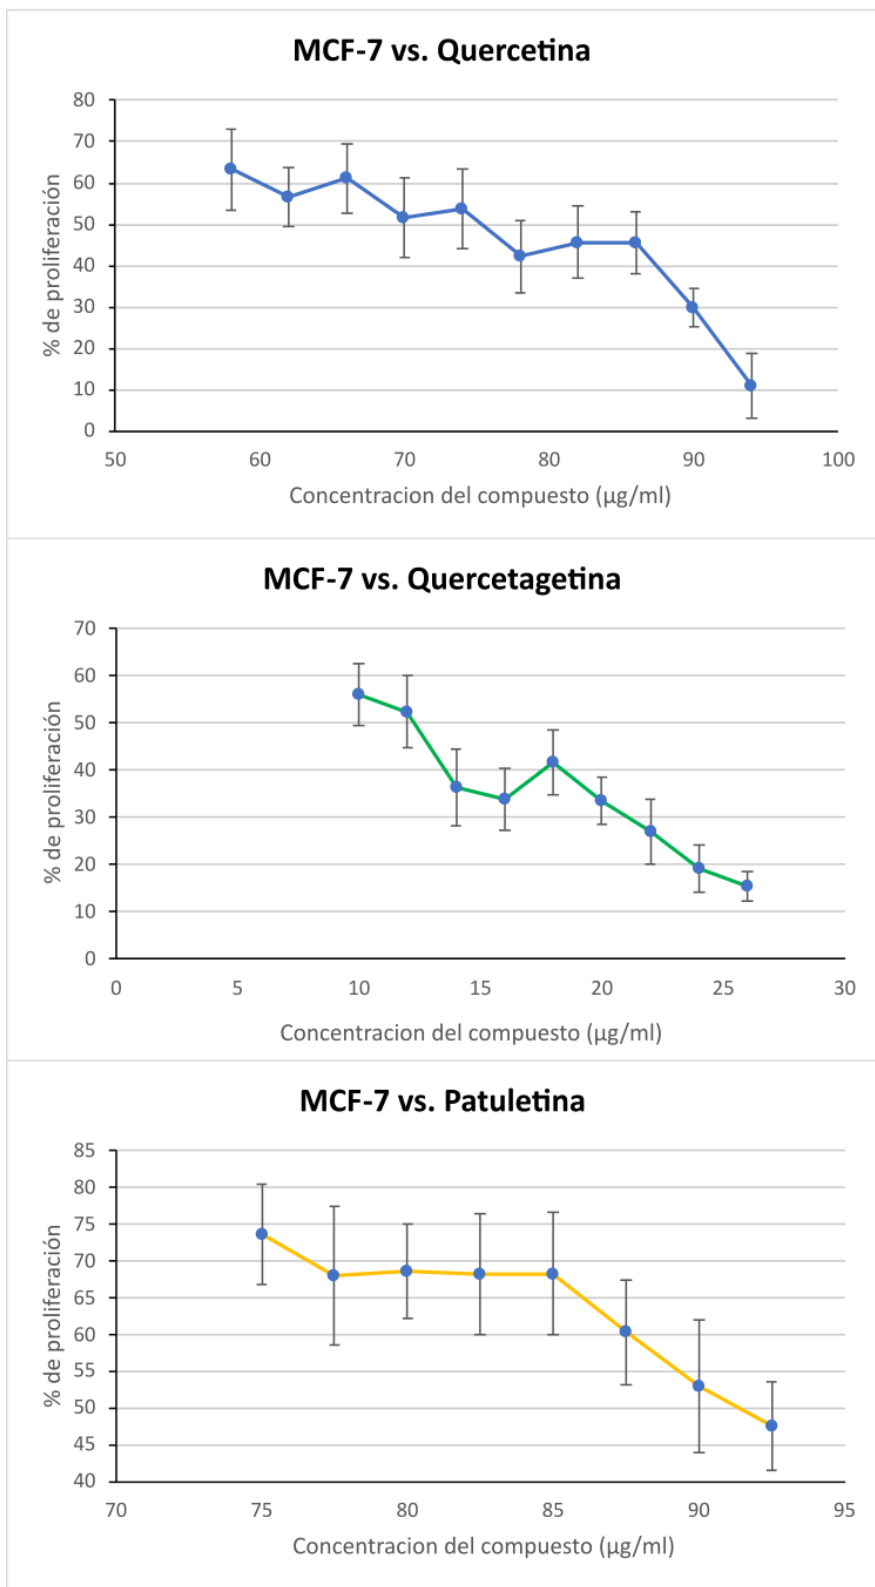 MCF-7 vs. Quercetina
80
70
60
50
40
30
20
10
0
% de proliferación
50 60 70 80 90 100
Concentracion del compuesto (µg/ml)
MCF-7 vs. Quercetagetina
70
60
50
40
30
20
10
0
% de proliferación
0 5 10 15 20 25 30
Concentracion del compuesto (µg/ml)
MCF-7 vs. Patuletina
85
80
75
70
65
60
55
50
45
40
% de proliferación
70 75 80 85 90 95
Concentracion del compuesto (µg/ml)